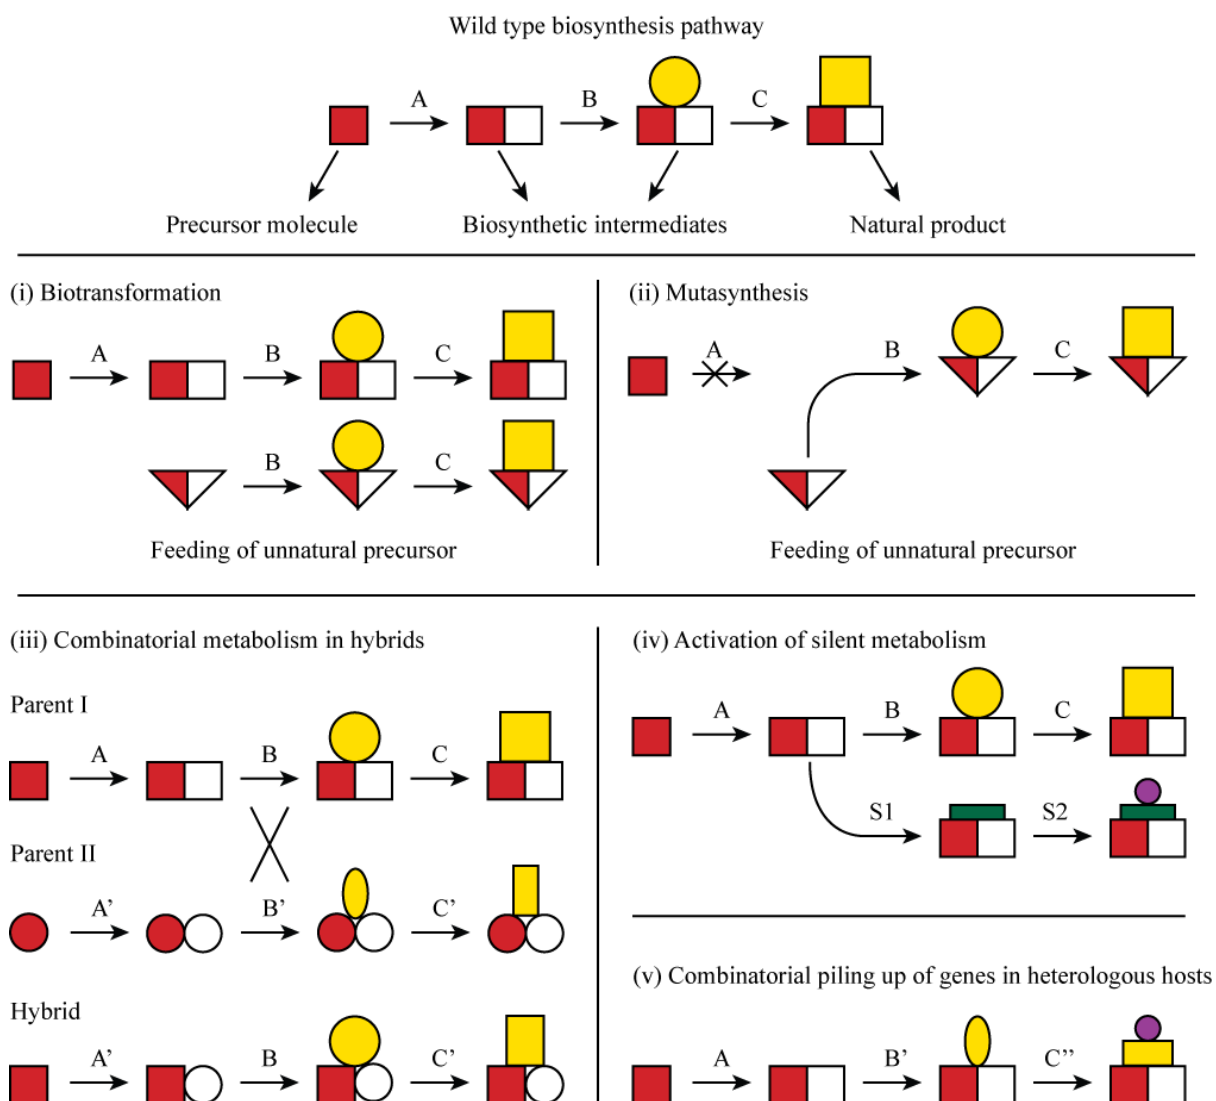 Wild type biosynthesis pathway
A B C
Precursor molecule Biosynthetic intermediates Natural product
(i) Biotransformation
A B C
B C
Feeding of unnatural precursor
(ii) Mutasynthesis
A B C
Feeding of unnatural precursor
(iii) Combinatorial metabolism in hybrids
Parent I
A B C
Parent II
A’ B’ C’
Hybrid
A’ B C’
(iv) Activation of silent metabolism
A B C
S1 S2
(v) Combinatorial piling up of genes in heterologous hosts
A B’ C’’